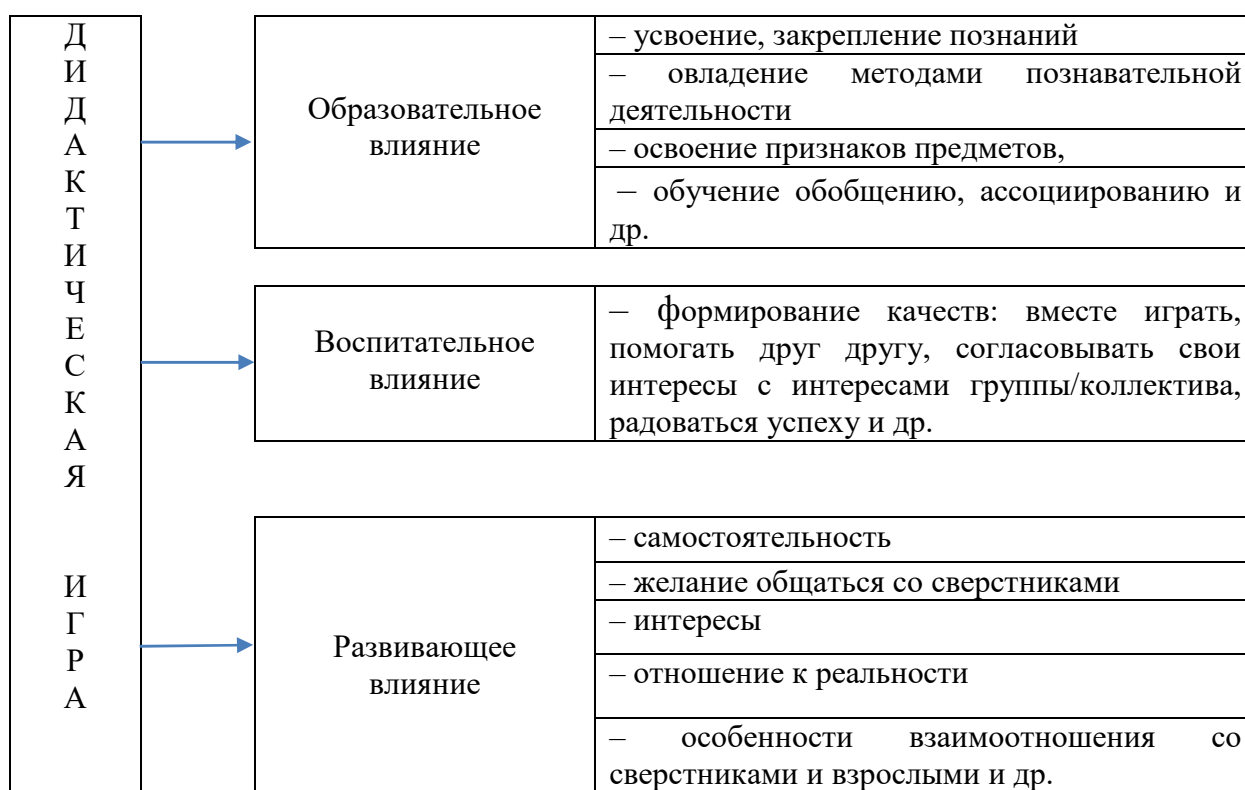 ДИДАКТИЧЕСКАЯ ИГРА
Образовательное
влияние
– усвоение, закрепление познаний
– овладение методами познавательной
деятельности
– освоение признаков предметов,
– обучение обобщению, ассоциированию и
др.
Воспитательное
влияние
– формирование качеств: вместе играть,
помогать друг другу, согласовывать свои
интересы с интересами группы/коллектива,
радоваться успеху и др.
Развивающее
влияние
– самостоятельность
– желание общаться со сверстниками
– интересы
– отношение к реальности
– особенности взаимоотношения со
сверстниками и взрослыми и др.